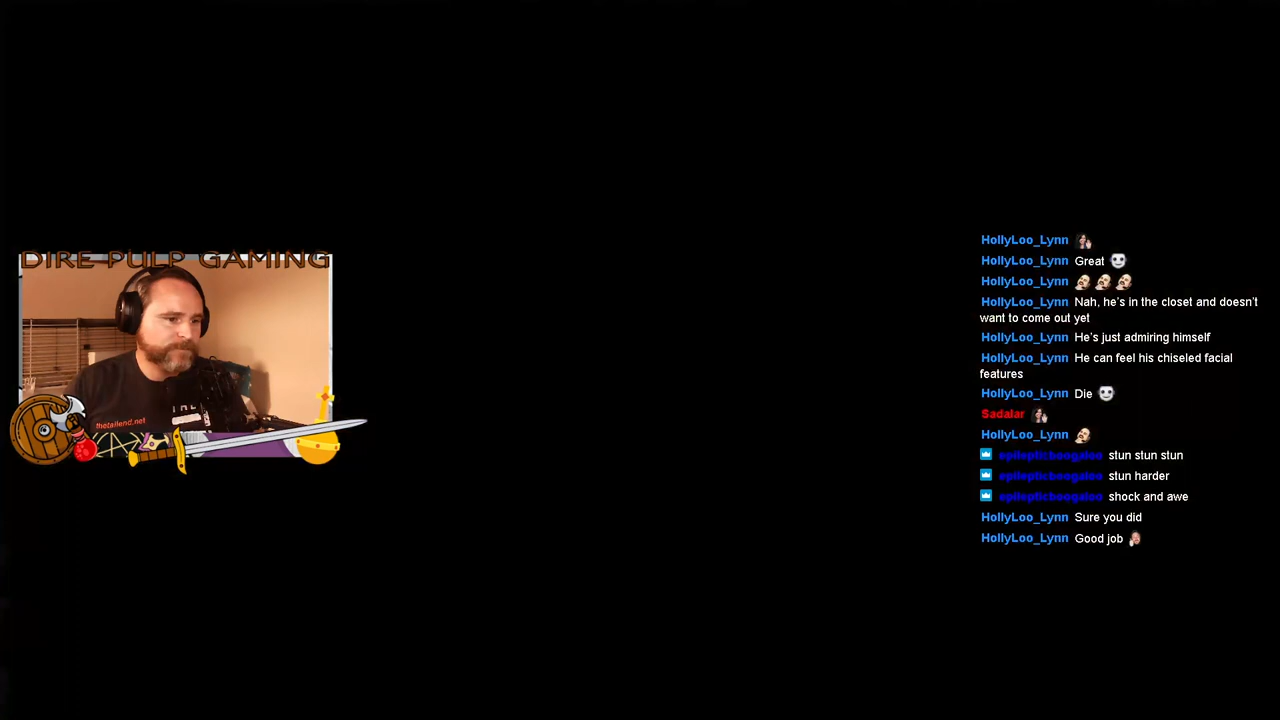 DIRE PULP GAMING
thetailend.net
HollyLoo_Lynn
HollyLoo_Lynn Great
HollyLoo_Lynn
HollyLoo_Lynn Nah, he's in the closet and doesn't
want to come out yet
HollyLoo_Lynn He's just admiring himself
HollyLoo_Lynn He can feel his chiseled facial
features
HollyLoo_Lynn Die
Sadalar
HollyLoo_Lynn
epilepticboogaloo stun stun stun
epilepticboogaloo stun harder
epilepticboogaloo shock and awe
HollyLoo_Lynn Sure you did
HollyLoo_Lynn Good job